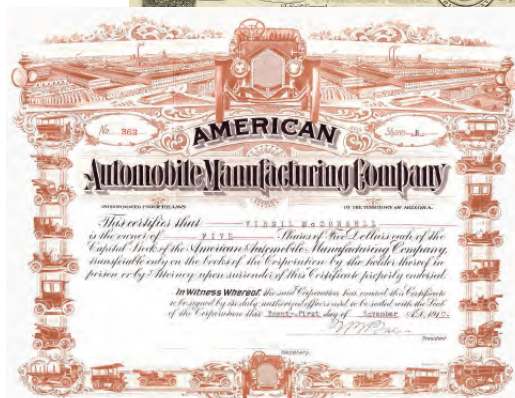 No. 363
Shares 5
AMERICAN
Automobile Manufacturing Company
INCORPORATED UNDER THE LAWS OF THE TERRITORY OF ARIZONA.
This certifies that VIRGIL
is the owner of FIVE Shares of Five Dollars each of the
Capital Stock of the American Automobile Manufacturing Company,
transferable only on the books of the Corporation by the holder thereof in
person or by Attorney upon surrender of this Certificate properly endorsed.
In Witness Whereof, the said Corporation has caused this Certificate
to be signed by its duly authorized officers and to be sealed with the Seal
of the Corporation this Twenty-First day of November A.D. 1910.
President
Secretary.